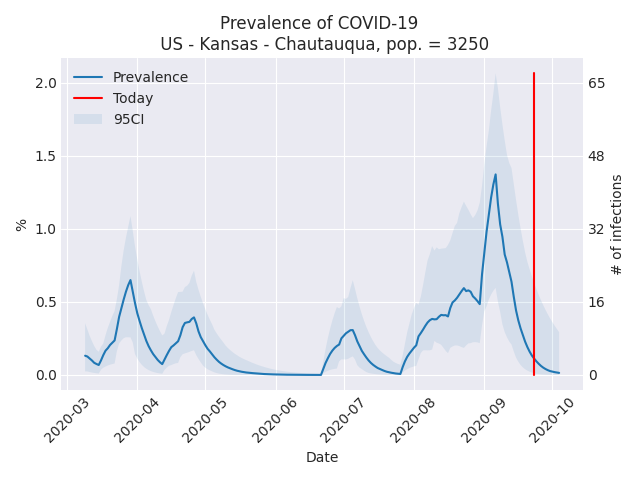 Prevalence of COVID-19
US - Kansas - Chautauqua, pop. = 3250
Prevalence
Today
95CI
2.0
1.5
1.0
0.5
0.0
%
65
48
32
16
0
# of infections
2020-03
2020-04
2020-05
2020-06
2020-07
2020-08
2020-09
2020-10
Date